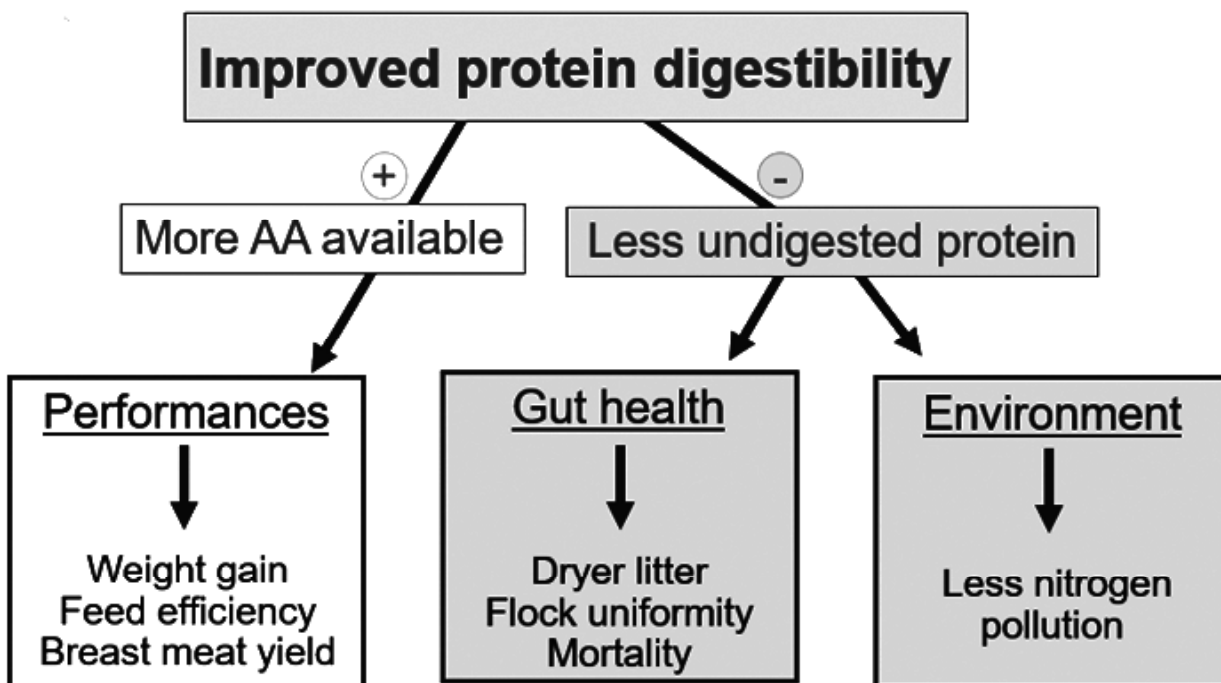 Improved protein digestibility
+
-
More AA available
Less undigested protein
Performances
Weight gain
Feed efficiency
Breast meat yield
Gut health
Dryer litter
Flock uniformity
Mortality
Environment
Less nitrogen
pollution